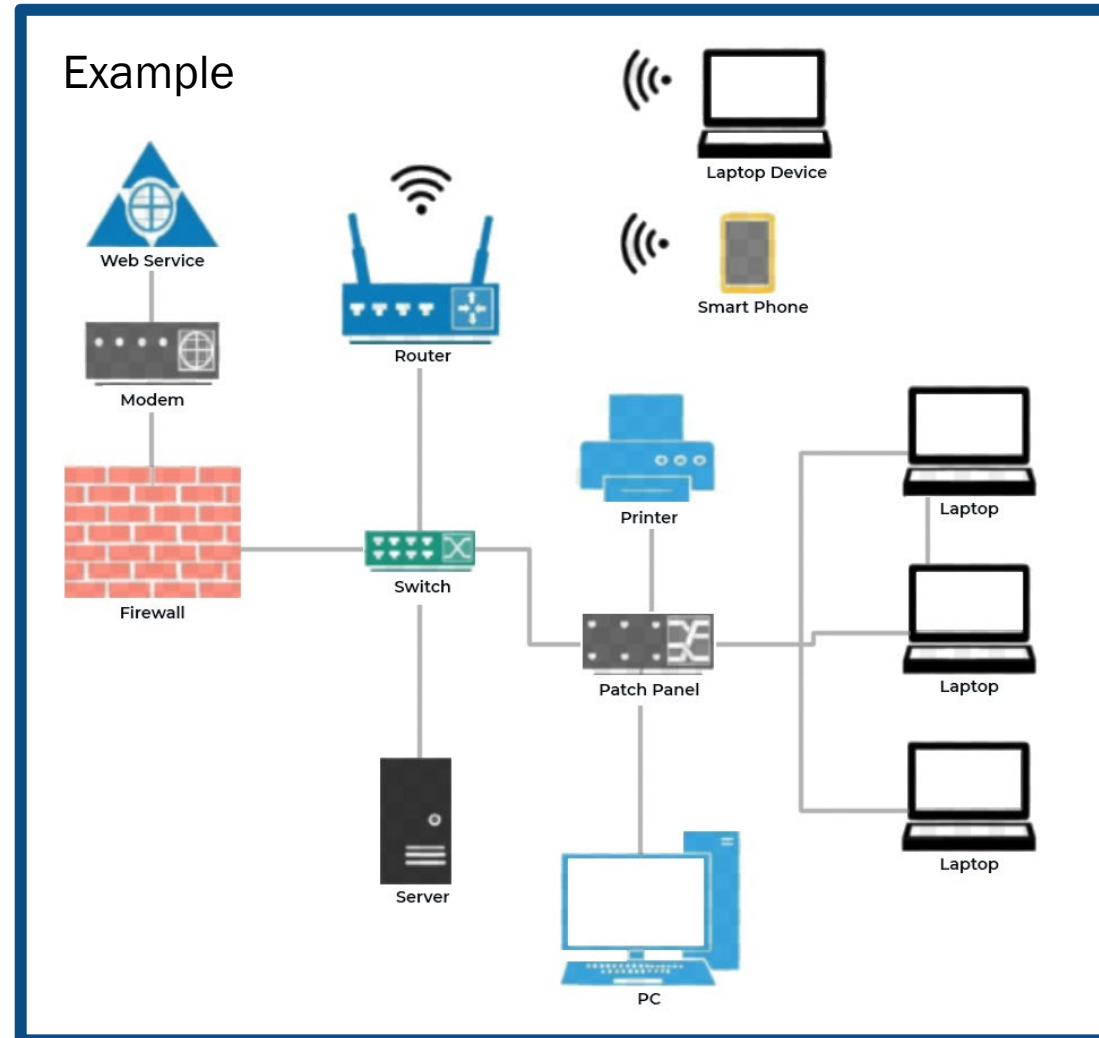 Example
Laptop Device
Web Service
Smart Phone
Router
Modem
Printer
Laptop
Switch
Firewall
Patch Panel
Laptop
Laptop
Server
PC